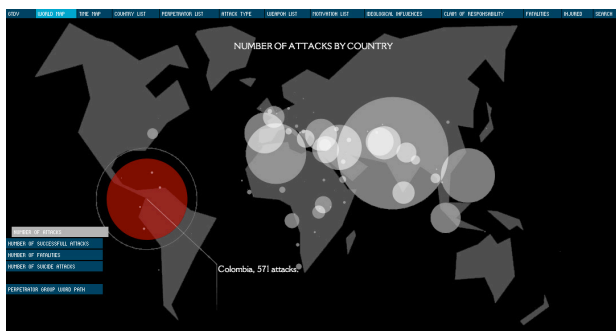 GTDV WORLD MAP TIME MAP COUNTRY LIST PERPETRATOR LIST ATTACK TYPE WEAPON LIST MOTIVATION LIST IDEOLOGICAL INFLUENCES CLAIM OF RESPONSABILITY FATALITIES INJURED SEARCH
NUMBER OF ATTACKS BY COUNTRY
NUMBER OF ATTACKS
NUMBER OF SUCCESSFULL ATTACKS
NUMBER OF FATALITIES
NUMBER OF SUICIDE ATTACKS
Colombia, 571 attacks.
PERPETRATOR GROUP WORD PATH